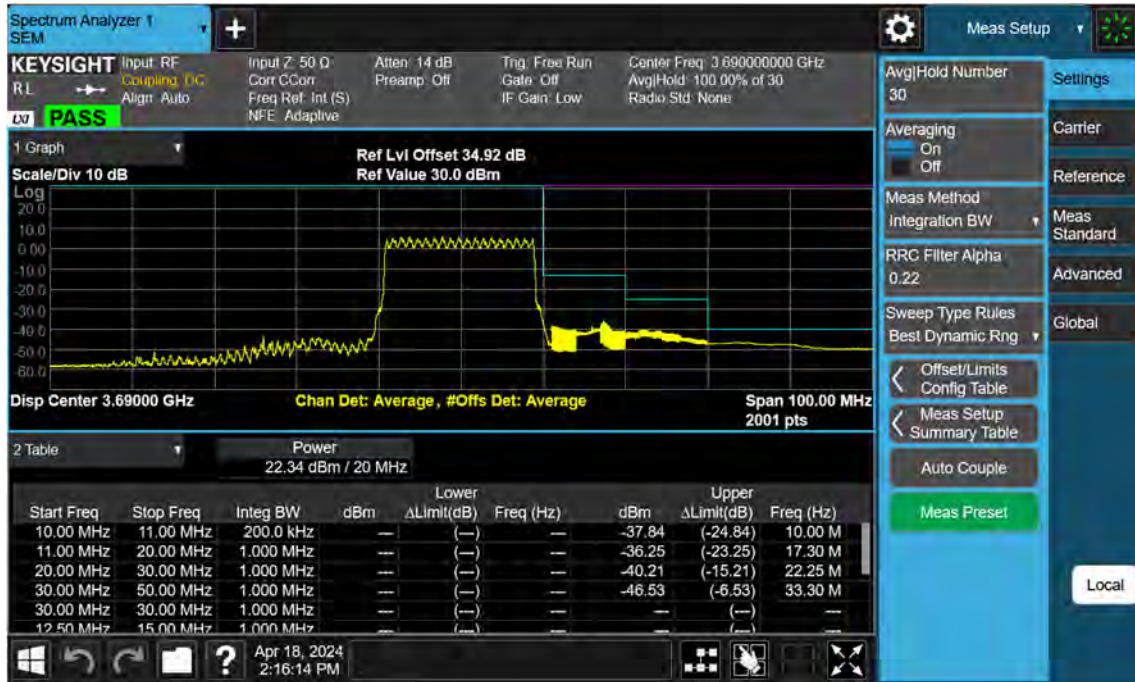 Spectrum Analyzer 1
SEM
+
Meas Setup
KEYSIGHT
RL
LXI
PASS
Input: RF
Coupling: DC
Align: Auto
Input Z: 50 Ω
Corr CCorr
Freq Ref: Int (S)
NFE: Adaptive
Atten: 14 dB
Preamp: Off
Trig: Free Run
Gate: Off
IF Gain: Low
Center Freq: 3.690000000 GHz
Avg|Hold: 100.00% of 30
Radio Std: None
1 Graph
Scale/Div 10 dB
Ref Lvl Offset 34.92 dB
Ref Value 30.0 dBm
Log
20.0
10.0
0.00
-10.0
-20.0
-30.0
-40.0
-50.0
-60.0
Disp Center 3.69000 GHz
Chan Det: Average, #Offs Det: Average
Span 100.00 MHz
2001 pts
2 Table
Power
22.34 dBm / 20 MHz
Lower Upper
Start Freq Stop Freq Integ BW dBm ΔLimit(dB) Freq (Hz) dBm ΔLimit(dB) Freq (Hz)
10.00 MHz 11.00 MHz 200.0 kHz --- (---) --- -37.84 (-24.84) 10.00 M
11.00 MHz 20.00 MHz 1.000 MHz --- (---) --- -36.25 (-23.25) 17.30 M
20.00 MHz 30.00 MHz 1.000 MHz --- (---) --- -40.21 (-15.21) 22.25 M
30.00 MHz 50.00 MHz 1.000 MHz --- (---) --- -46.53 (-6.53) 33.30 M
30.00 MHz 30.00 MHz 1.000 MHz --- (---) --- --- (---) ---
12.50 MHz 15.00 MHz 1.000 MHz --- (---) --- --- (---) ---
?
Apr 18, 2024
2:16:14 PM
Avg|Hold Number
30
Averaging
On
Off
Meas Method
Integration BW
RRC Filter Alpha
0.22
Sweep Type Rules
Best Dynamic Rng
Offset/Limits
Config Table
Meas Setup
Summary Table
Auto Couple
Meas Preset
Settings
Carrier
Reference
Meas
Standard
Advanced
Global
Local